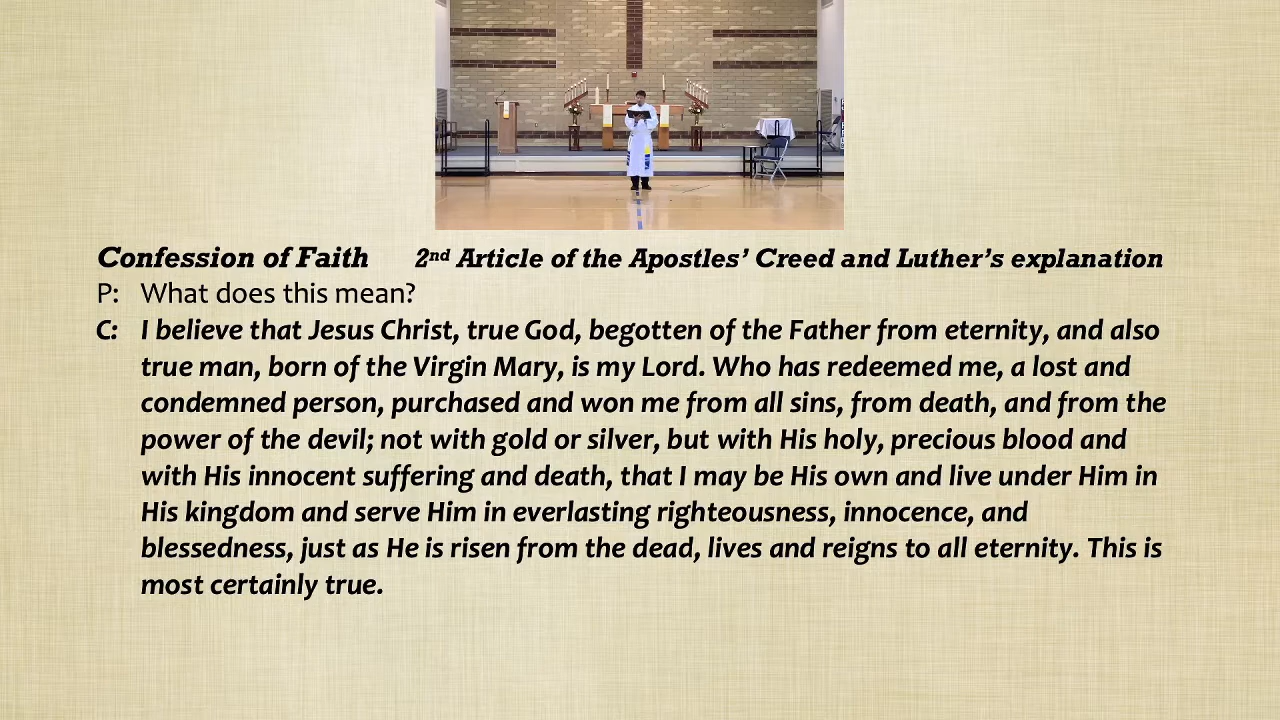 Confession of Faith 2nd Article of the Apostles’ Creed and Luther’s explanation
P: What does this mean?
C: I believe that Jesus Christ, true God, begotten of the Father from eternity, and also
true man, born of the Virgin Mary, is my Lord. Who has redeemed me, a lost and
condemned person, purchased and won me from all sins, from death, and from the
power of the devil; not with gold or silver, but with His holy, precious blood and
with His innocent suffering and death, that I may be His own and live under Him in
His kingdom and serve Him in everlasting righteousness, innocence, and
blessedness, just as He is risen from the dead, lives and reigns to all eternity. This is
most certainly true.